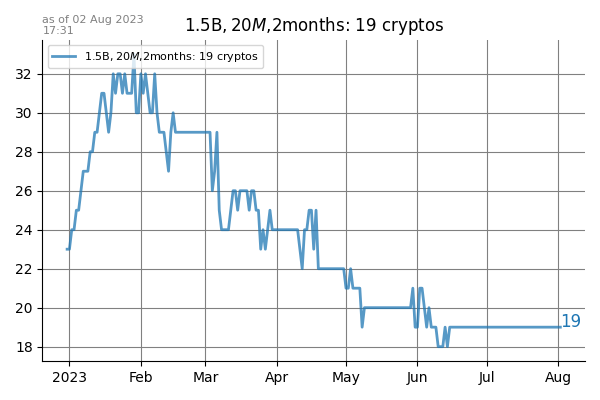 as of 02 Aug 2023
17:31
1.5B, 20M,2months: 19 cryptos
1.5B, 20M,2months: 19 cryptos
32
30
28
26
24
22
20
18
19
2023 Feb Mar Apr May Jun Jul Aug